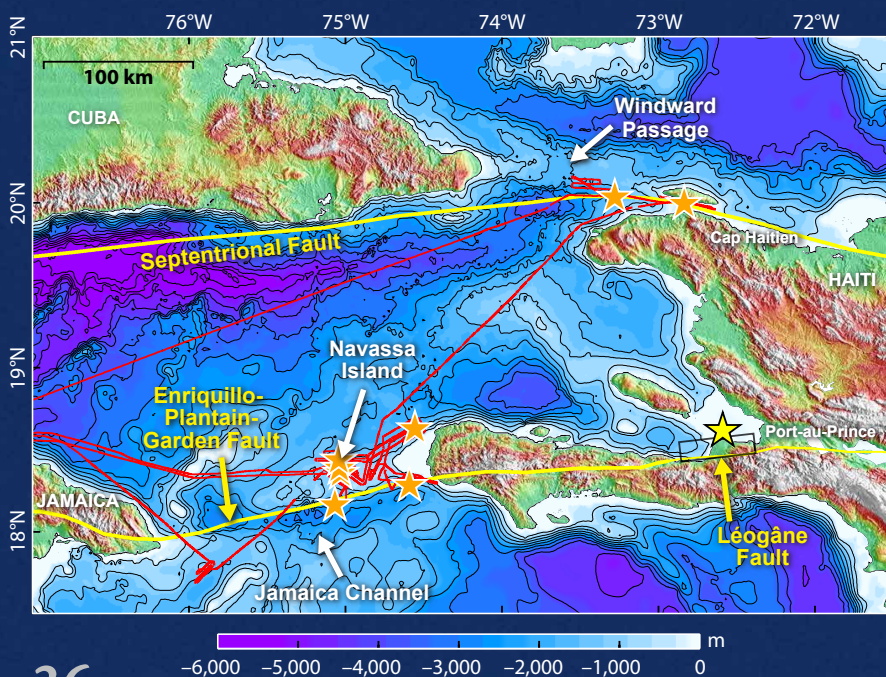 76°W 75°W 74°W 73°W 72°W
21°N
100 km
CUBA
Windward
Passage
20°N
Septentrional Fault
Cap Haitien
HAITI
19°N
Navassa
Island
Enriquillo-
Plantain-
Garden Fault
Port-au-Prince
JAMAICA
18°N
Léogâne
Fault
Jamaica Channel
m
–6,000 –5,000 –4,000 –3,000 –2,000 –1,000 0